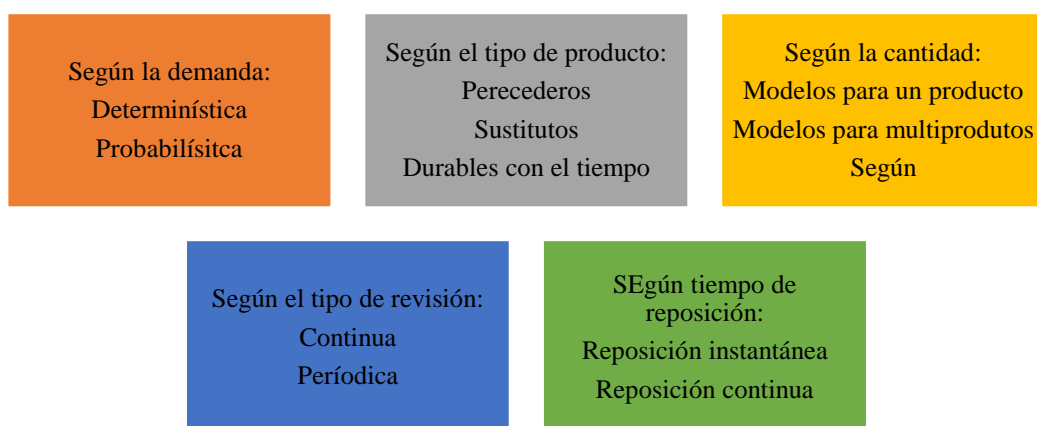 Según la demanda:
Determinística
Probabilísitca
Según el tipo de producto:
Perecederos
Sustitutos
Durables con el tiempo
Según la cantidad:
Modelos para un producto
Modelos para multiprodutos
Según
Según el tipo de revisión:
Continua
Períodica
SEgún tiempo de
reposición:
Reposición instantánea
Reposición continua